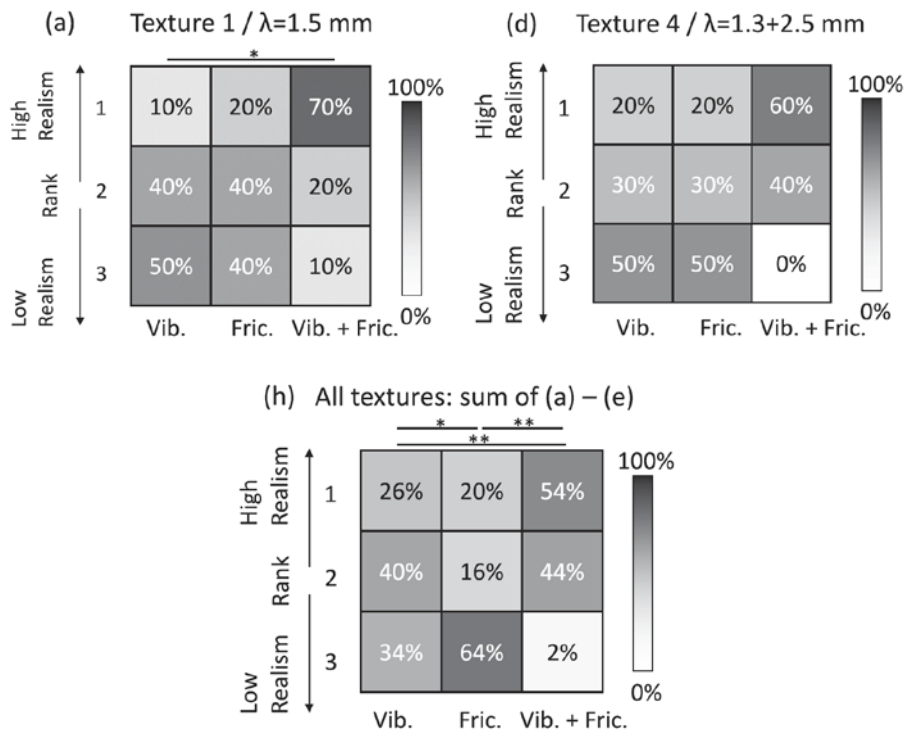 (a) Texture 1 / λ=1.5 mm
*
High Realism
Rank
Low Realism
1 10% 20% 70%
2 40% 40% 20%
3 50% 40% 10%
Vib. Fric. Vib. + Fric.
100%
0%
(d) Texture 4 / λ=1.3+2.5 mm
High Realism
Rank
Low Realism
1 20% 20% 60%
2 30% 30% 40%
3 50% 50% 0%
Vib. Fric. Vib. + Fric.
100%
0%
(h) All textures: sum of (a) – (e)
* **
**
High Realism
Rank
Low Realism
1 26% 20% 54%
2 40% 16% 44%
3 34% 64% 2%
Vib. Fric. Vib. + Fric.
100%
0%